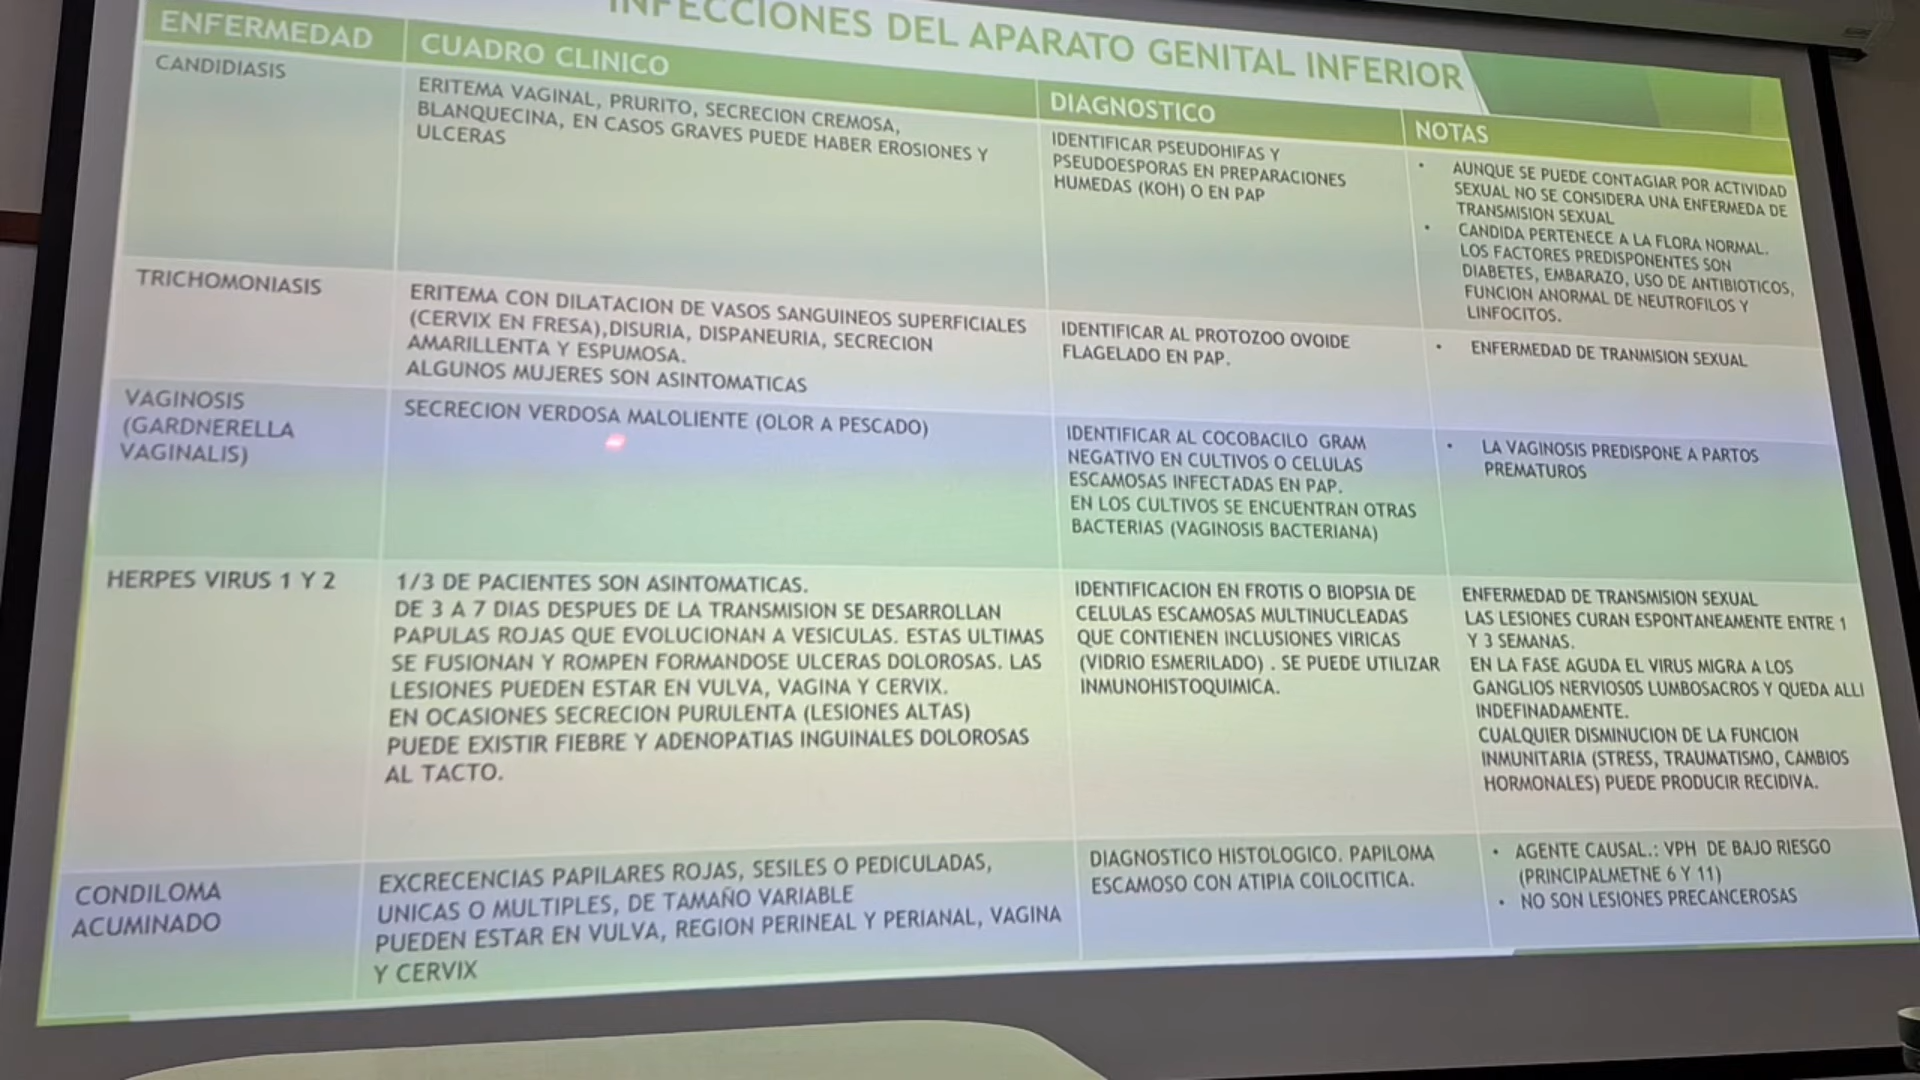 INFECCIONES DEL APARATO GENITAL INFERIOR
ENFERMEDAD
CUADRO CLINICO
DIAGNOSTICO
NOTAS
CANDIDIASIS
ERITEMA VAGINAL, PRURITO, SECRECION CREMOSA,
BLANQUECINA, EN CASOS GRAVES PUEDE HABER EROSIONES Y
ULCERAS
IDENTIFICAR PSEUDOHIFAS Y
PSEUDOESPORAS EN PREPARACIONES
HUMEDAS (KOH) O EN PAP
• AUNQUE SE PUEDE CONTAGIAR POR ACTIVIDAD
SEXUAL NO SE CONSIDERA UNA ENFERMEDA DE
TRANSMISION SEXUAL
• CANDIDA PERTENECE A LA FLORA NORMAL.
LOS FACTORES PREDISPONENTES SON
DIABETES, EMBARAZO, USO DE ANTIBIOTICOS,
FUNCION ANORMAL DE NEUTROFILOS Y
LINFOCITOS.
TRICHOMONIASIS
ERITEMA CON DILATACION DE VASOS SANGUINEOS SUPERFICIALES
(CERVIX EN FRESA),DISURIA, DISPANEURIA, SECRECION
AMARILLENTA Y ESPUMOSA.
ALGUNOS MUJERES SON ASINTOMATICAS
IDENTIFICAR AL PROTOZOO OVOIDE
FLAGELADO EN PAP.
• ENFERMEDAD DE TRANMISION SEXUAL
VAGINOSIS
(GARDNERELLA
VAGINALIS)
SECRECION VERDOSA MALOLIENTE (OLOR A PESCADO)
IDENTIFICAR AL COCOBACILO GRAM
NEGATIVO EN CULTIVOS O CELULAS
ESCAMOSAS INFECTADAS EN PAP.
EN LOS CULTIVOS SE ENCUENTRAN OTRAS
BACTERIAS (VAGINOSIS BACTERIANA)
• LA VAGINOSIS PREDISPONE A PARTOS
PREMATUROS
HERPES VIRUS 1 Y 2
1/3 DE PACIENTES SON ASINTOMATICAS.
DE 3 A 7 DIAS DESPUES DE LA TRANSMISION SE DESARROLLAN
PAPULAS ROJAS QUE EVOLUCIONAN A VESICULAS. ESTAS ULTIMAS
SE FUSIONAN Y ROMPEN FORMANDOSE ULCERAS DOLOROSAS. LAS
LESIONES PUEDEN ESTAR EN VULVA, VAGINA Y CERVIX.
EN OCASIONES SECRECION PURULENTA (LESIONES ALTAS)
PUEDE EXISTIR FIEBRE Y ADENOPATIAS INGUINALES DOLOROSAS
AL TACTO.
IDENTIFICACION EN FROTIS O BIOPSIA DE
CELULAS ESCAMOSAS MULTINUCLEADAS
QUE CONTIENEN INCLUSIONES VIRICAS
(VIDRIO ESMERILADO) . SE PUEDE UTILIZAR
INMUNOHISTOQUIMICA.
ENFERMEDAD DE TRANSMISION SEXUAL
LAS LESIONES CURAN ESPONTANEAMENTE ENTRE 1
Y 3 SEMANAS.
EN LA FASE AGUDA EL VIRUS MIGRA A LOS
GANGLIOS NERVIOSOS LUMBOSACROS Y QUEDA ALLI
INDEFINADAMENTE.
CUALQUIER DISMINUCION DE LA FUNCION
INMUNITARIA (STRESS, TRAUMATISMO, CAMBIOS
HORMONALES) PUEDE PRODUCIR RECIDIVA.
CONDILOMA
ACUMINADO
EXCRECENCIAS PAPILARES ROJAS, SESILES O PEDICULADAS,
UNICAS O MULTIPLES, DE TAMAÑO VARIABLE
PUEDEN ESTAR EN VULVA, REGION PERINEAL Y PERIANAL, VAGINA
Y CERVIX
DIAGNOSTICO HISTOLOGICO. PAPILOMA
ESCAMOSO CON ATIPIA COILOCITICA.
• AGENTE CAUSAL.: VPH DE BAJO RIESGO
(PRINCIPALMETNE 6 Y 11)
• NO SON LESIONES PRECANCEROSAS